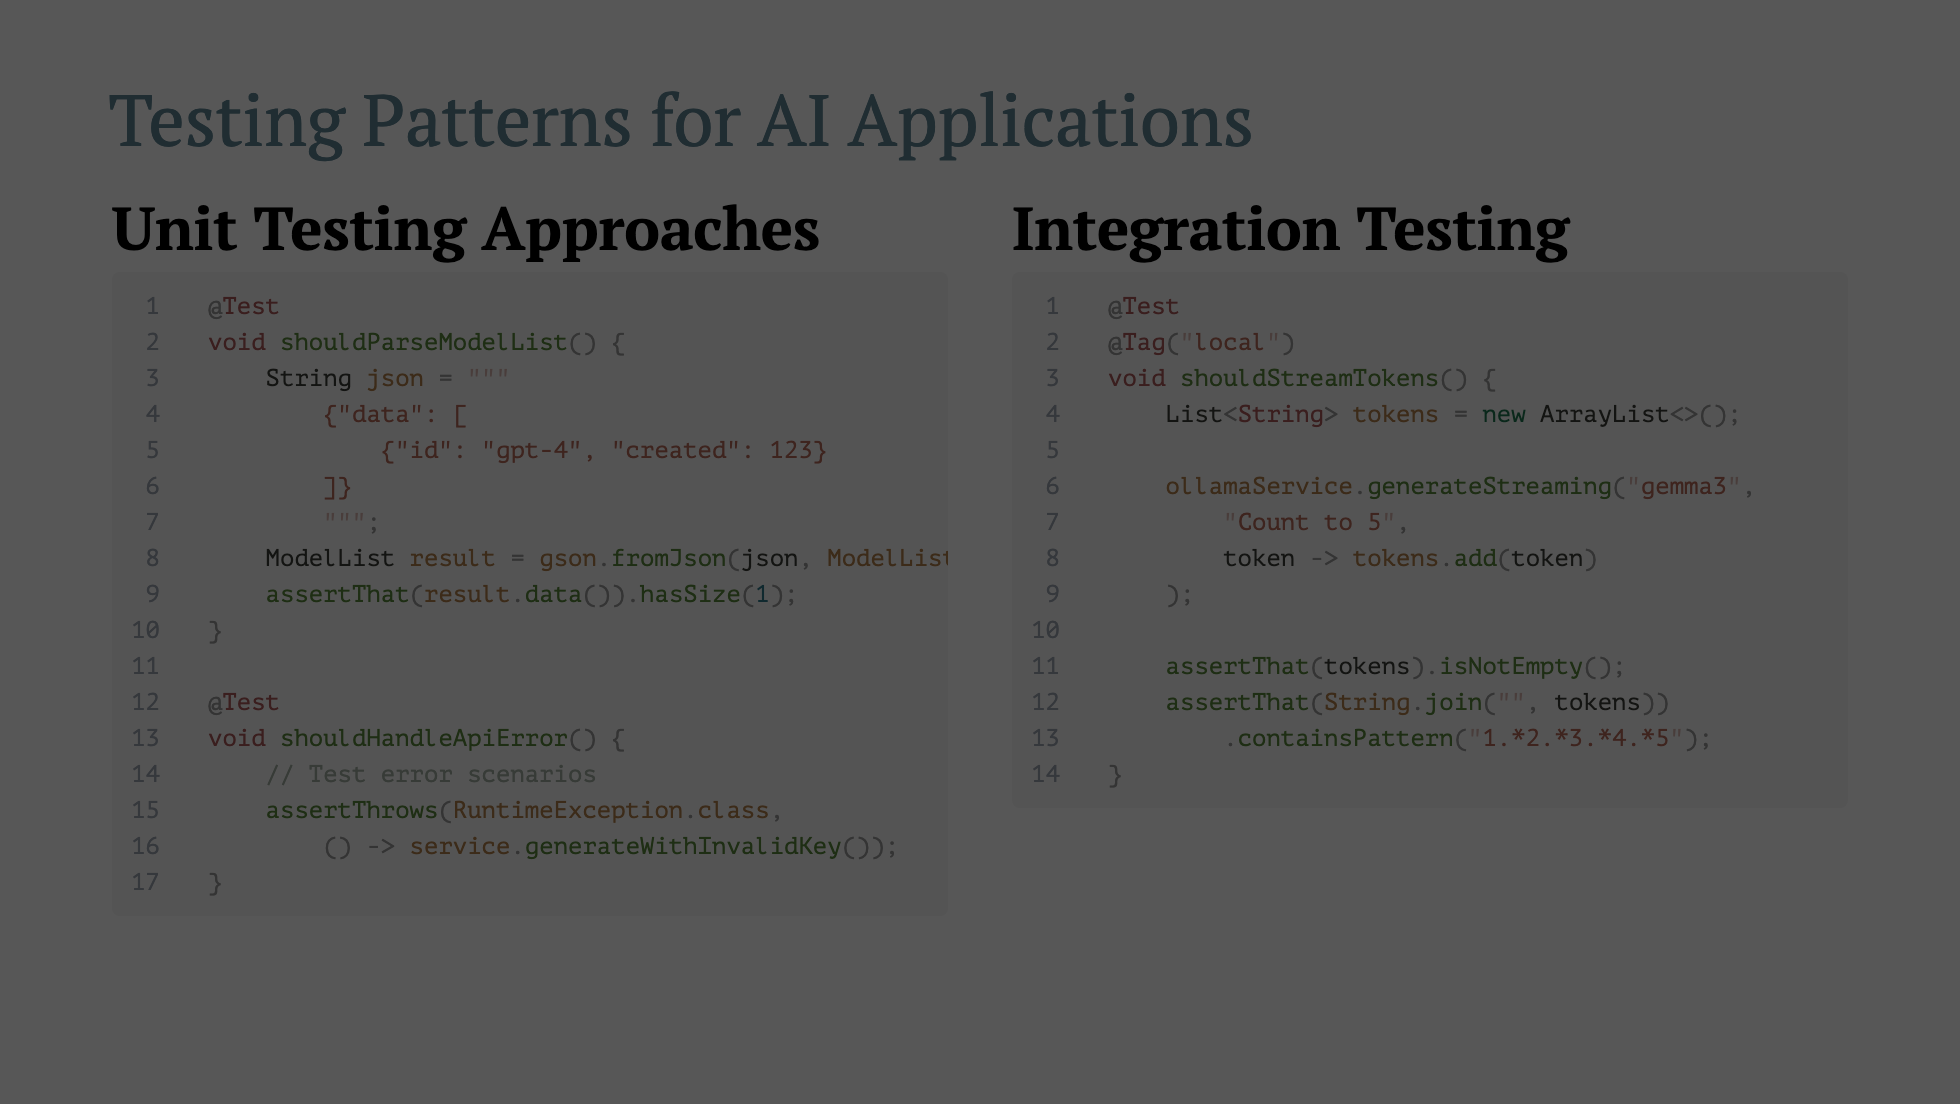 Testing Patterns for AI Applications
Unit Testing Approaches
1 @Test
2 void shouldParseModelList() {
3 String json = """
4 {"data": [
5 {"id": "gpt-4", "created": 123}
6 ]}
7 """;
8 ModelList result = gson.fromJson(json, ModelList
9 assertThat(result.data()).hasSize(1);
10 }
11
12 @Test
13 void shouldHandleApiError() {
14 // Test error scenarios
15 assertThrows(RuntimeException.class,
16 () -> service.generateWithInvalidKey());
17 }
Integration Testing
1 @Test
2 @Tag("local")
3 void shouldStreamTokens() {
4 List<String> tokens = new ArrayList<>();
5
6 ollamaService.generateStreaming("gemma3",
7 "Count to 5",
8 token -> tokens.add(token)
9 );
10
11 assertThat(tokens).isNotEmpty();
12 assertThat(String.join("", tokens))
13 .containsPattern("1.*2.*3.*4.*5");
14 }